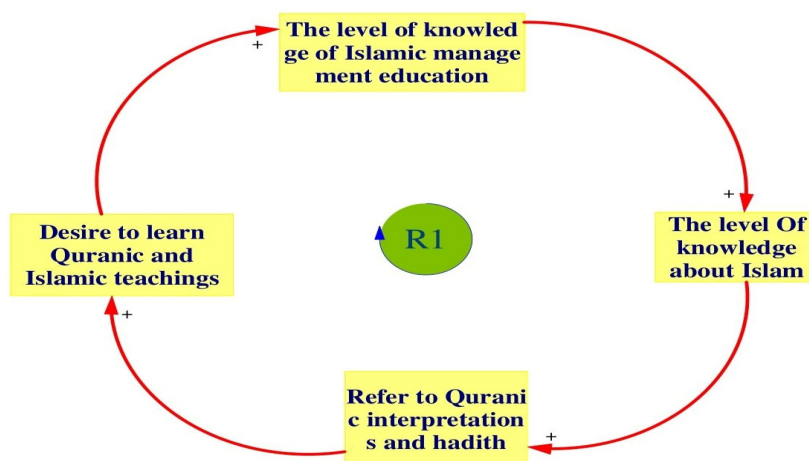 The level of knowled
ge of Islamic manage
ment education
+
+
Desire to learn
Quranic and
Islamic teachings
R1
The level Of
knowledge
about Islam
+
Refer to Qurani
c interpretation
s and hadith
+